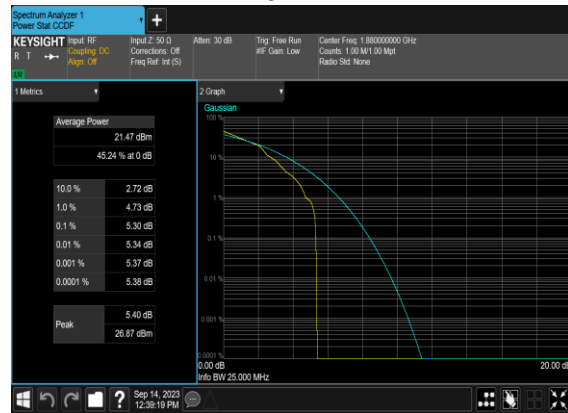 Spectrum Analyzer 1
Power Stat CCDF
KEYSIGHT
R T
LXI
Input: RF
Coupling: DC
Align: Off
Input Z: 50 Ω
Corrections: Off
Freq Ref: Int (S)
Atten: 30 dB
Trig: Free Run
#IF Gain: Low
Center Freq: 1.880000000 GHz
Counts: 1.00 M/1.00 Mpt
Radio Std: None
1 Metrics
Average Power
21.47 dBm
45.24 % at 0 dB
10.0 % 2.72 dB
1.0 % 4.73 dB
0.1 % 5.30 dB
0.01 % 5.34 dB
0.001 % 5.37 dB
0.0001 % 5.38 dB
Peak
5.40 dB
26.87 dBm
2 Graph
Gaussian
100 %
10 %
1 %
0.1 %
0.01 %
0.001 %
0.0001 %
0.00 dB
20.00 dB
Info BW 25.000 MHz
Sep 14, 2023
12:39:19 PM